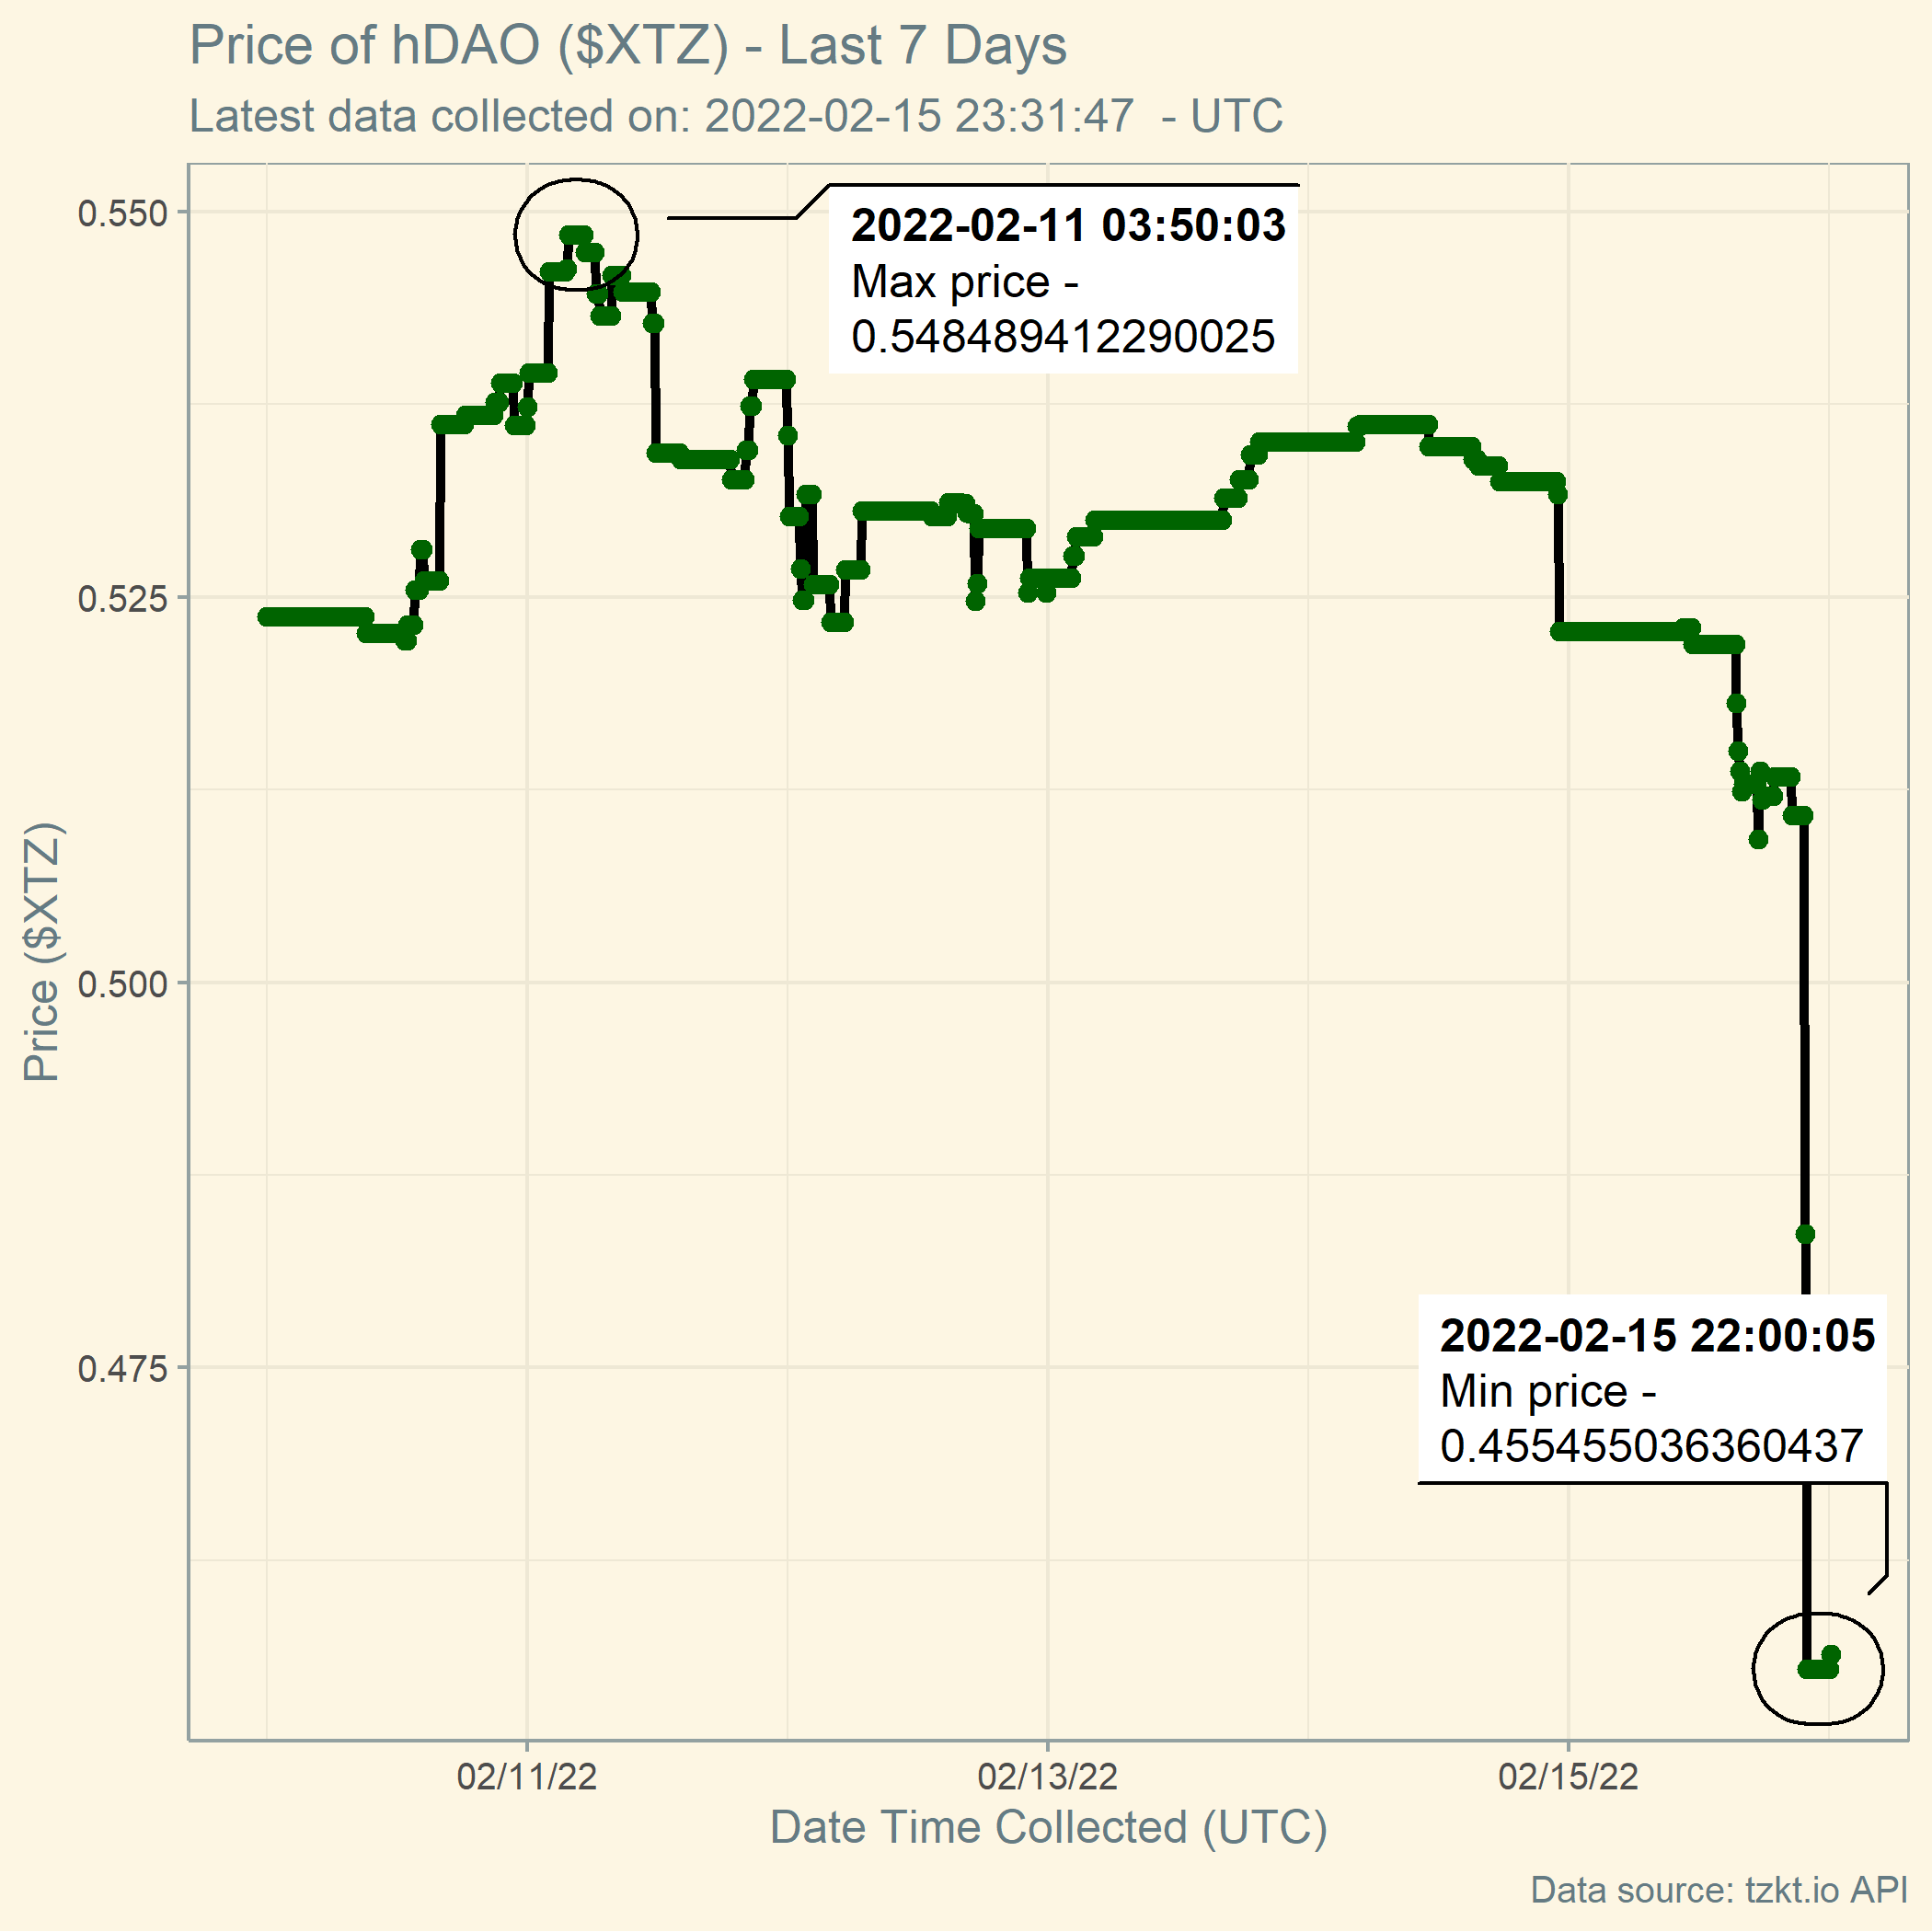 Price of hDAO ($XTZ) - Last 7 Days
Latest data collected on: 2022-02-15 23:31:47  - UTC
0.550
0.525
0.500
0.475
Price ($XTZ)
2022-02-11 03:50:03
Max price -
0.548489412290025
2022-02-15 22:00:05
Min price -
0.455455036360437
02/11/22
02/13/22
02/15/22
Date Time Collected (UTC)
Data source: tzkt.io API